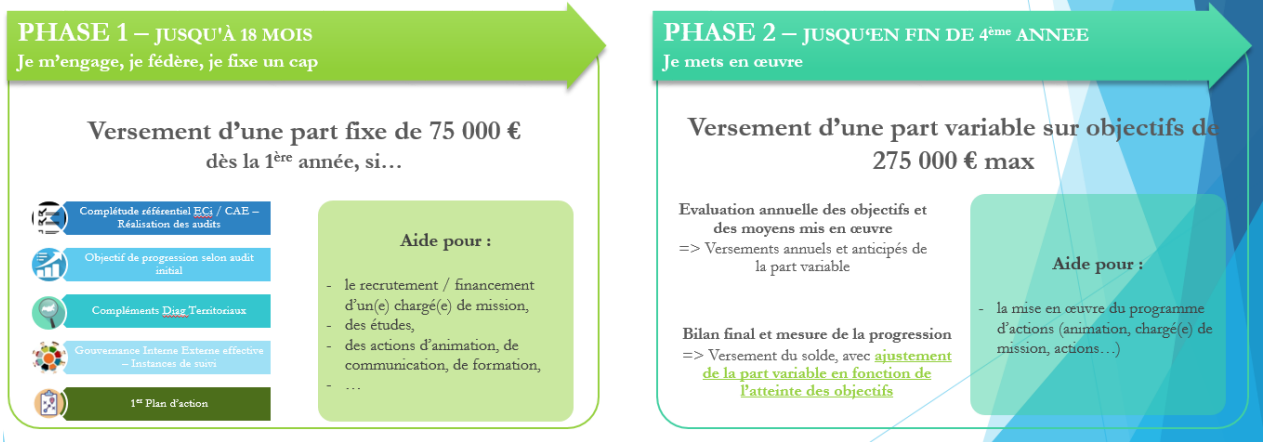 PHASE 1 – JUSQU'À 18 MOIS
Je m'engage, je fédère, je fixe un cap
Versement d'une part fixe de 75 000 €
dès la 1ère année, si…
Complétude référentiel ECi / CAE –
Réalisation des audits
Objectif de progression selon audit
initial
Compléments Diag Territoriaux
Gouvernance Interne Externe effective
– Instances de suivi
1er Plan d'action
Aide pour :
- le recrutement / financement
d'un(e) chargé(e) de mission,
- des études,
- des actions d'animation, de
communication, de formation,
- …
PHASE 2 – JUSQU'EN FIN DE 4ème ANNEE
Je mets en œuvre
Versement d'une part variable sur objectifs de
275 000 € max
Evaluation annuelle des objectifs et
des moyens mis en œuvre
=> Versements annuels et anticipés de
la part variable
Bilan final et mesure de la progression
=> Versement du solde, avec ajustement
de la part variable en fonction de
l'atteinte des objectifs
Aide pour :
- la mise en œuvre du programme
d'actions (animation, chargé(e) de
mission, actions…)